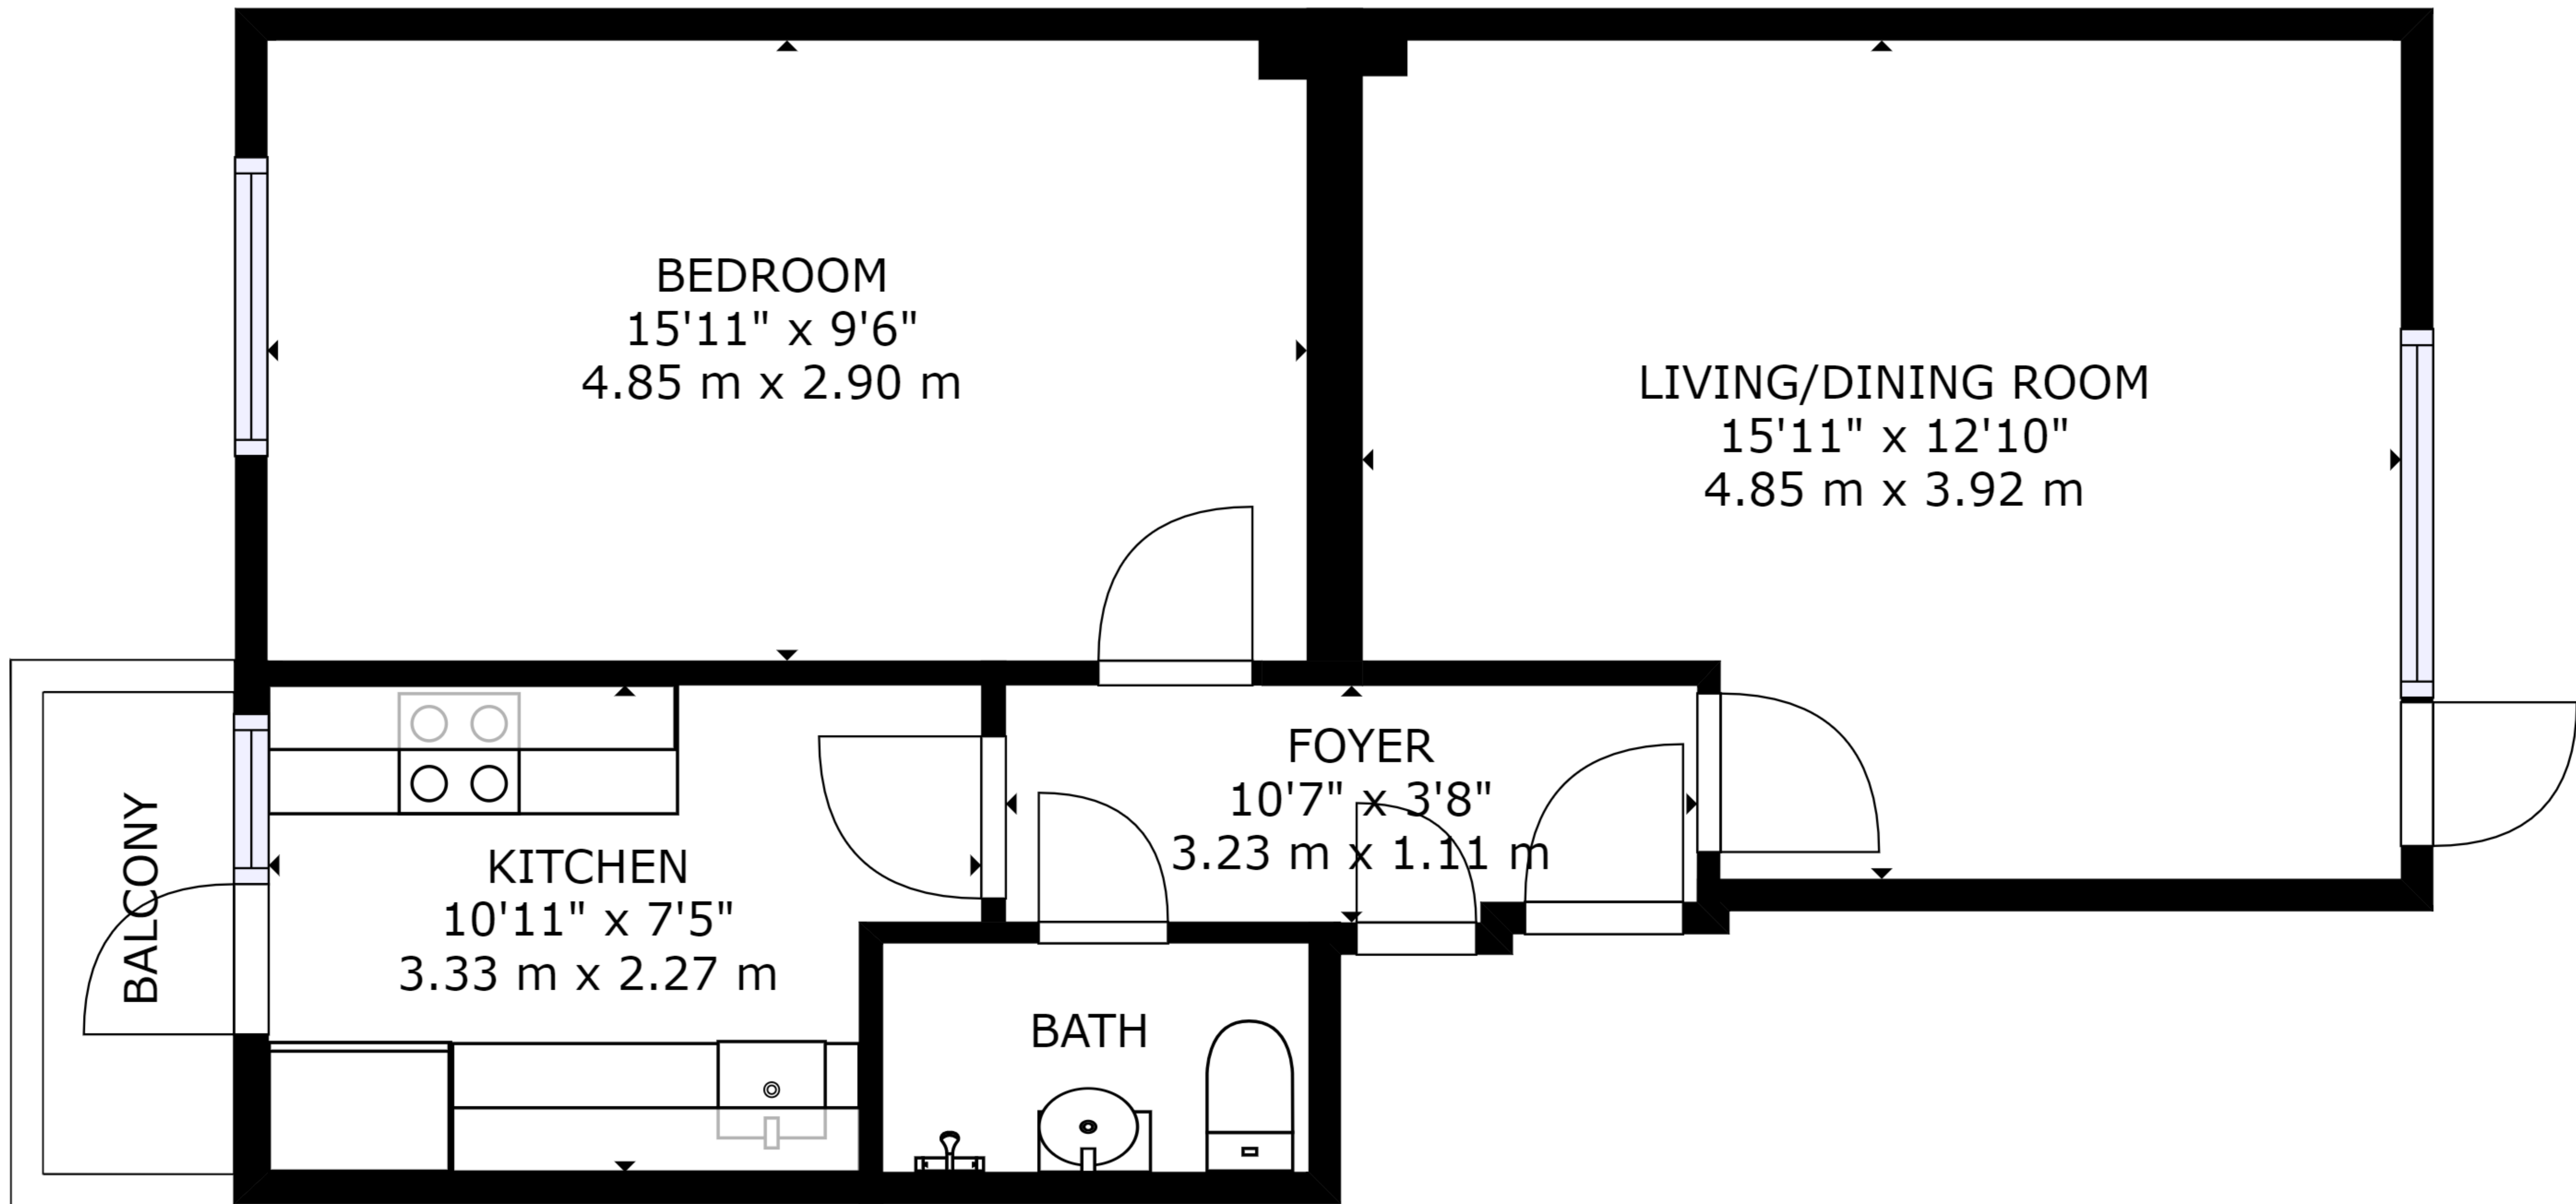 BEDROOM
15'11" x 9'6"
4.85 m x 2.90 m
LIVING/DINING ROOM
15'11" x 12'10"
4.85 m x 3.92 m
FOYER
10'7" x 3'8"
3.23 m x 1.11 m
BALCONY
KITCHEN
10'11" x 7'5"
3.33 m x 2.27 m
BATH